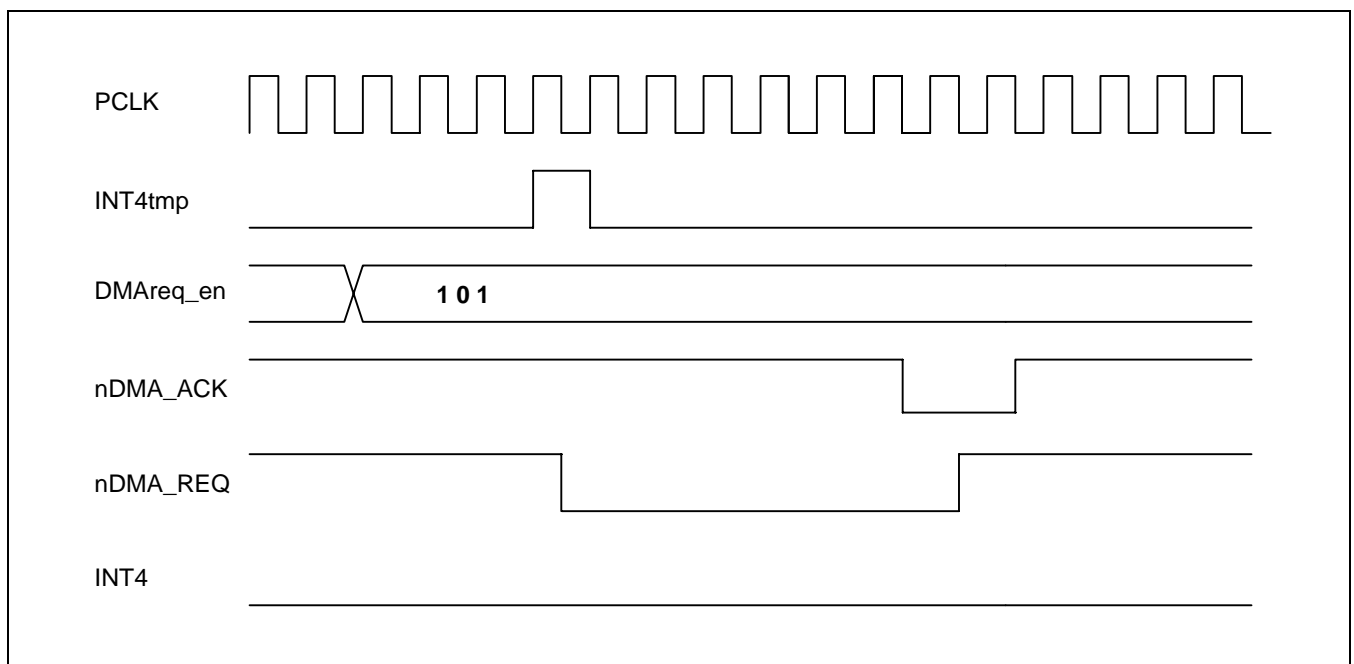 PCLK
INT4tmp
DMAreq_en
1 0 1
nDMA_ACK
nDMA_REQ
INT4